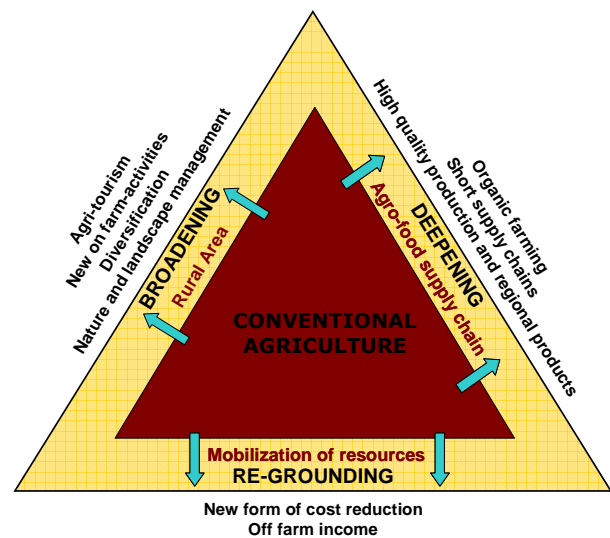 Agri-tourism
New on farm-activities
Diversification
Nature and landscape management
BROADENING
Rural Area
CONVENTIONAL
AGRICULTURE
Organic farming
Short supply chains
High quality production and regional products
DEEPENING
Agro-food supply chain
Mobilization of resources
RE-GROUNDING
New form of cost reduction
Off farm income